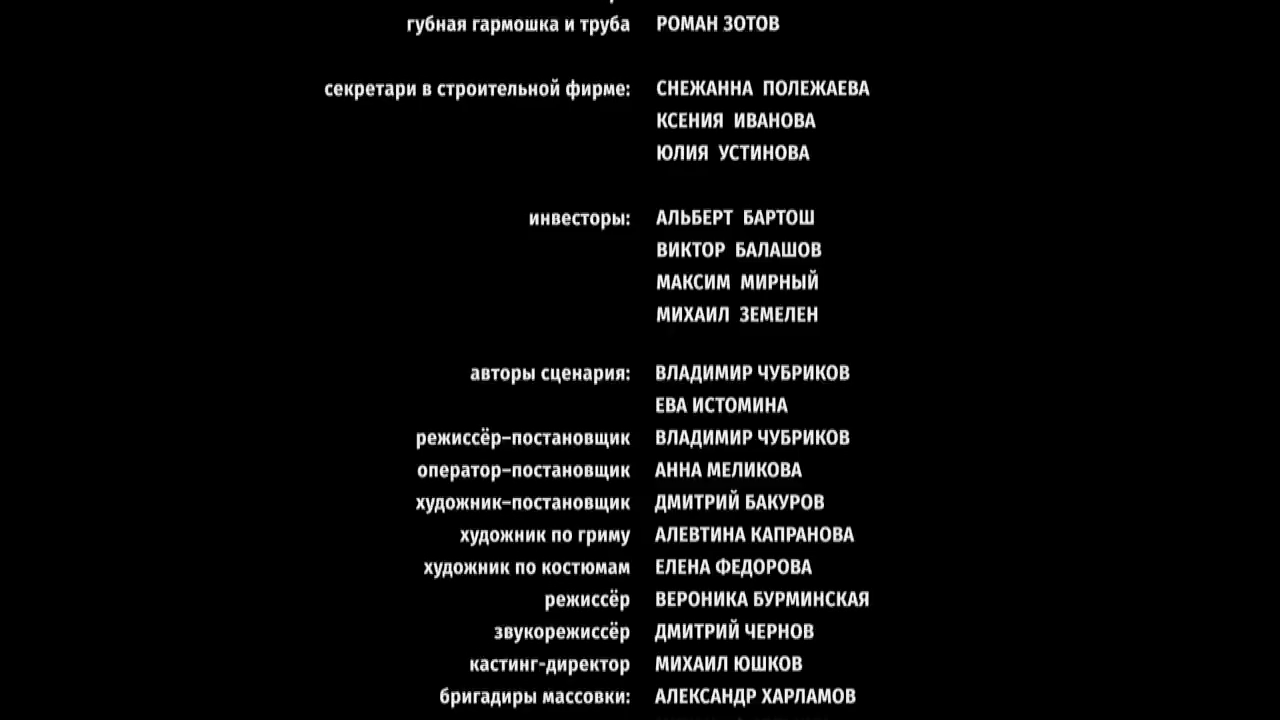 губная гармошка и труба РОМАН ЗОТОВ
секретари в строительной фирме: СНЕЖАННА ПОЛЕЖАЕВА
КСЕНИЯ ИВАНОВА
ЮЛИЯ УСТИНОВА
инвесторы: АЛЬБЕРТ БАРТОШ
ВИКТОР БАЛАШОВ
МАКСИМ МИРНЫЙ
МИХАИЛ ЗЕМЕЛЕН
авторы сценария: ВЛАДИМИР ЧУБРИКОВ
ЕВА ИСТОМИНА
режиссёр-постановщик ВЛАДИМИР ЧУБРИКОВ
оператор-постановщик АННА МЕЛИКОВА
художник-постановщик ДМИТРИЙ БАКУРОВ
художник по гриму АЛЕВТИНА КАПРАНОВА
художник по костюмам ЕЛЕНА ФЕДОРОВА
режиссёр ВЕРОНИКА БУРМИНСКАЯ
звукорежиссёр ДМИТРИЙ ЧЕРНОВ
кастинг-директор МИХАИЛ ЮШКОВ
бригадиры массовки: АЛЕКСАНДР ХАРЛАМОВ